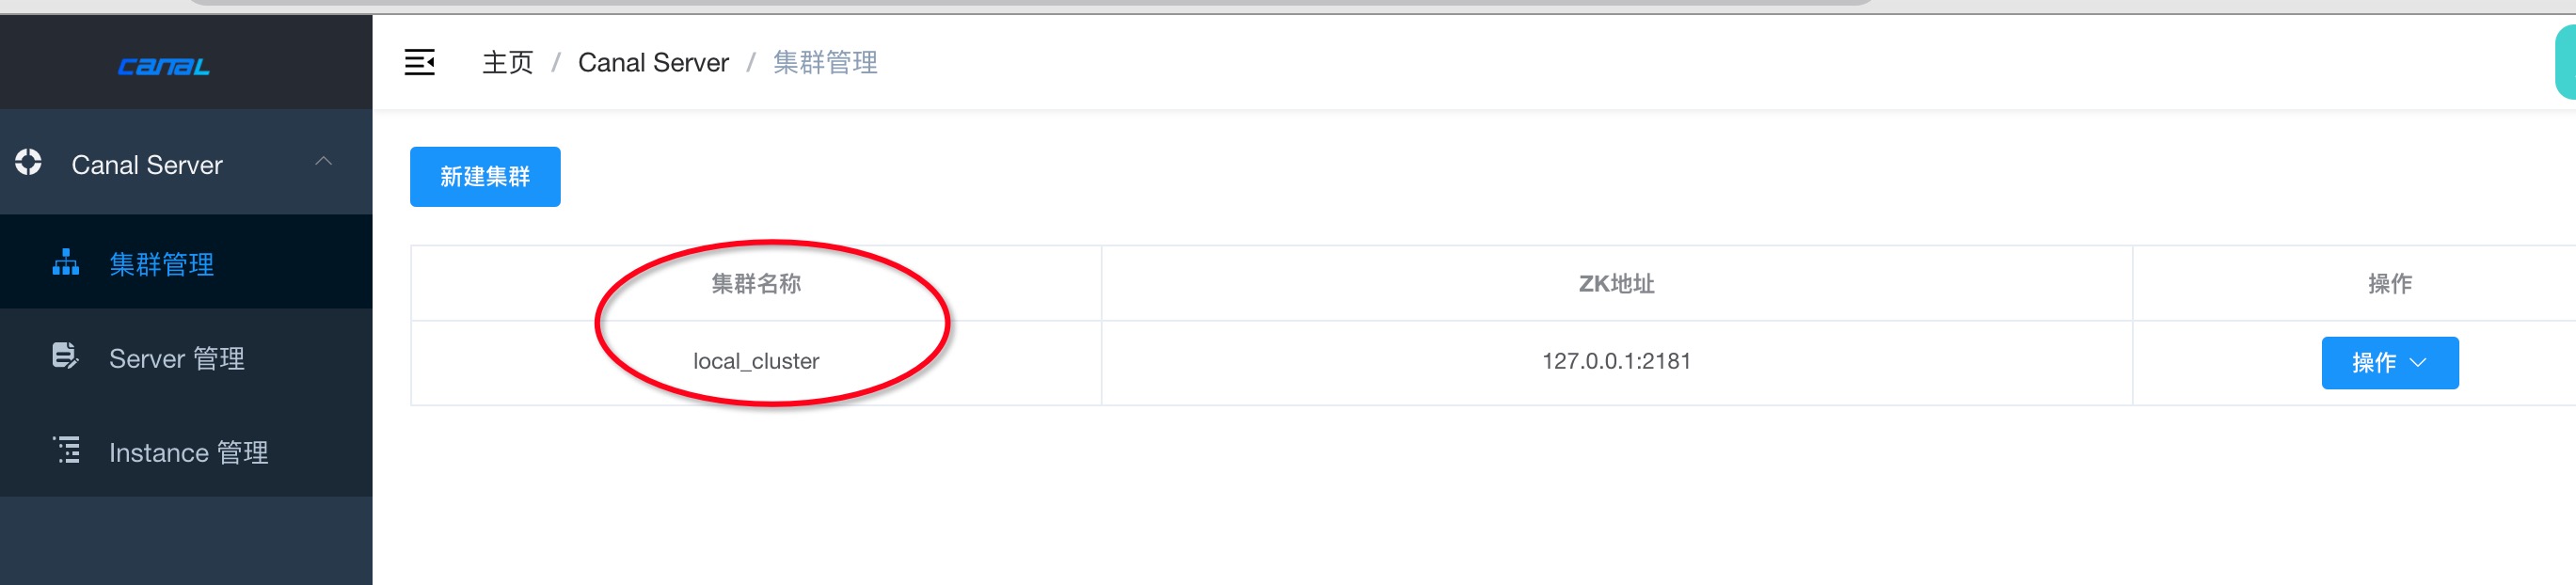 CANAL
主页 / Canal Server / 集群管理
Canal Server
集群管理
Server 管理
Instance 管理
新建集群
集群名称 ZK地址 操作
local_cluster 127.0.0.1:2181 操作